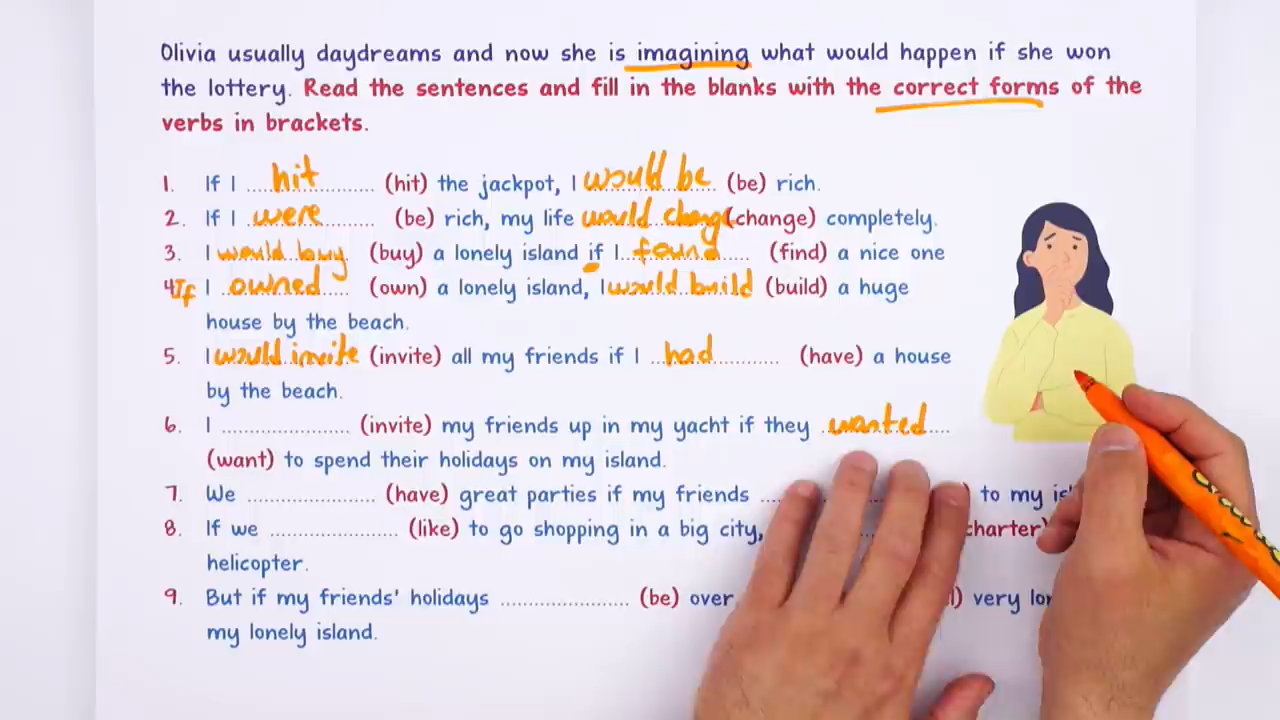 Olivia usually daydreams and now she is imagining what would happen if she won
the lottery. Read the sentences and fill in the blanks with the correct forms of the
verbs in brackets.
1. If I hit (hit) the jackpot, I would be (be) rich.
2. If I were (be) rich, my life would change (change) completely.
3. I would buy (buy) a lonely island if I found (find) a nice one
4. If I owned (own) a lonely island, I would build (build) a huge
house by the beach.
5. I would invite (invite) all my friends if I had (have) a house
by the beach.
6. I .................... (invite) my friends up in my yacht if they wanted
(want) to spend their holidays on my island.
7. We .................... (have) great parties if my friends .... ) to my
8. If we .................... (like) to go shopping in a big city, charter)
helicopter.
9. But if my friends' holidays .................... (be) over ) very
my lonely island.